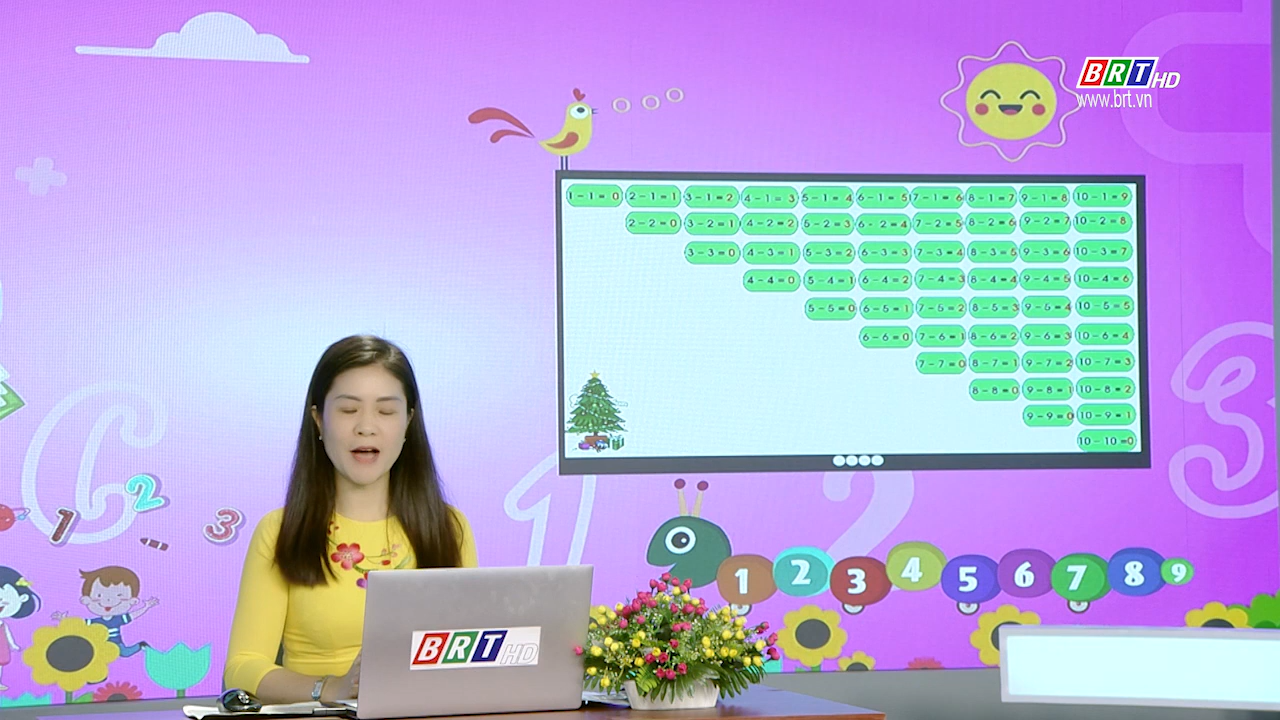 BRT HD
www.brt.vn
1 - 1 = 0 2 - 1 = 1 3 - 1 = 2 4 - 1 = 3 5 - 1 = 4 6 - 1 = 5 7 - 1 = 6 8 - 1 = 7 9 - 1 = 8 10 - 1 = 9
2 - 2 = 0 3 - 2 = 1 4 - 2 = 2 5 - 2 = 3 6 - 2 = 4 7 - 2 = 5 8 - 2 = 6 9 - 2 = 7 10 - 2 = 8
3 - 3 = 0 4 - 3 = 1 5 - 3 = 2 6 - 3 = 3 7 - 3 = 4 8 - 3 = 5 9 - 3 = 6 10 - 3 = 7
4 - 4 = 0 5 - 4 = 1 6 - 4 = 2 7 - 4 = 3 8 - 4 = 4 9 - 4 = 5 10 - 4 = 6
5 - 5 = 0 6 - 5 = 1 7 - 5 = 2 8 - 5 = 3 9 - 5 = 4 10 - 5 = 5
6 - 6 = 0 7 - 6 = 1 8 - 6 = 2 9 - 6 = 3 10 - 6 = 4
7 - 7 = 0 8 - 7 = 1 9 - 7 = 2 10 - 7 = 3
8 - 8 = 0 9 - 8 = 1 10 - 8 = 2
9 - 9 = 0 10 - 9 = 1
10 - 10 = 0
1 2 3
1 2 3
1 2 3 4 5 6 7 8 9
BRT HD